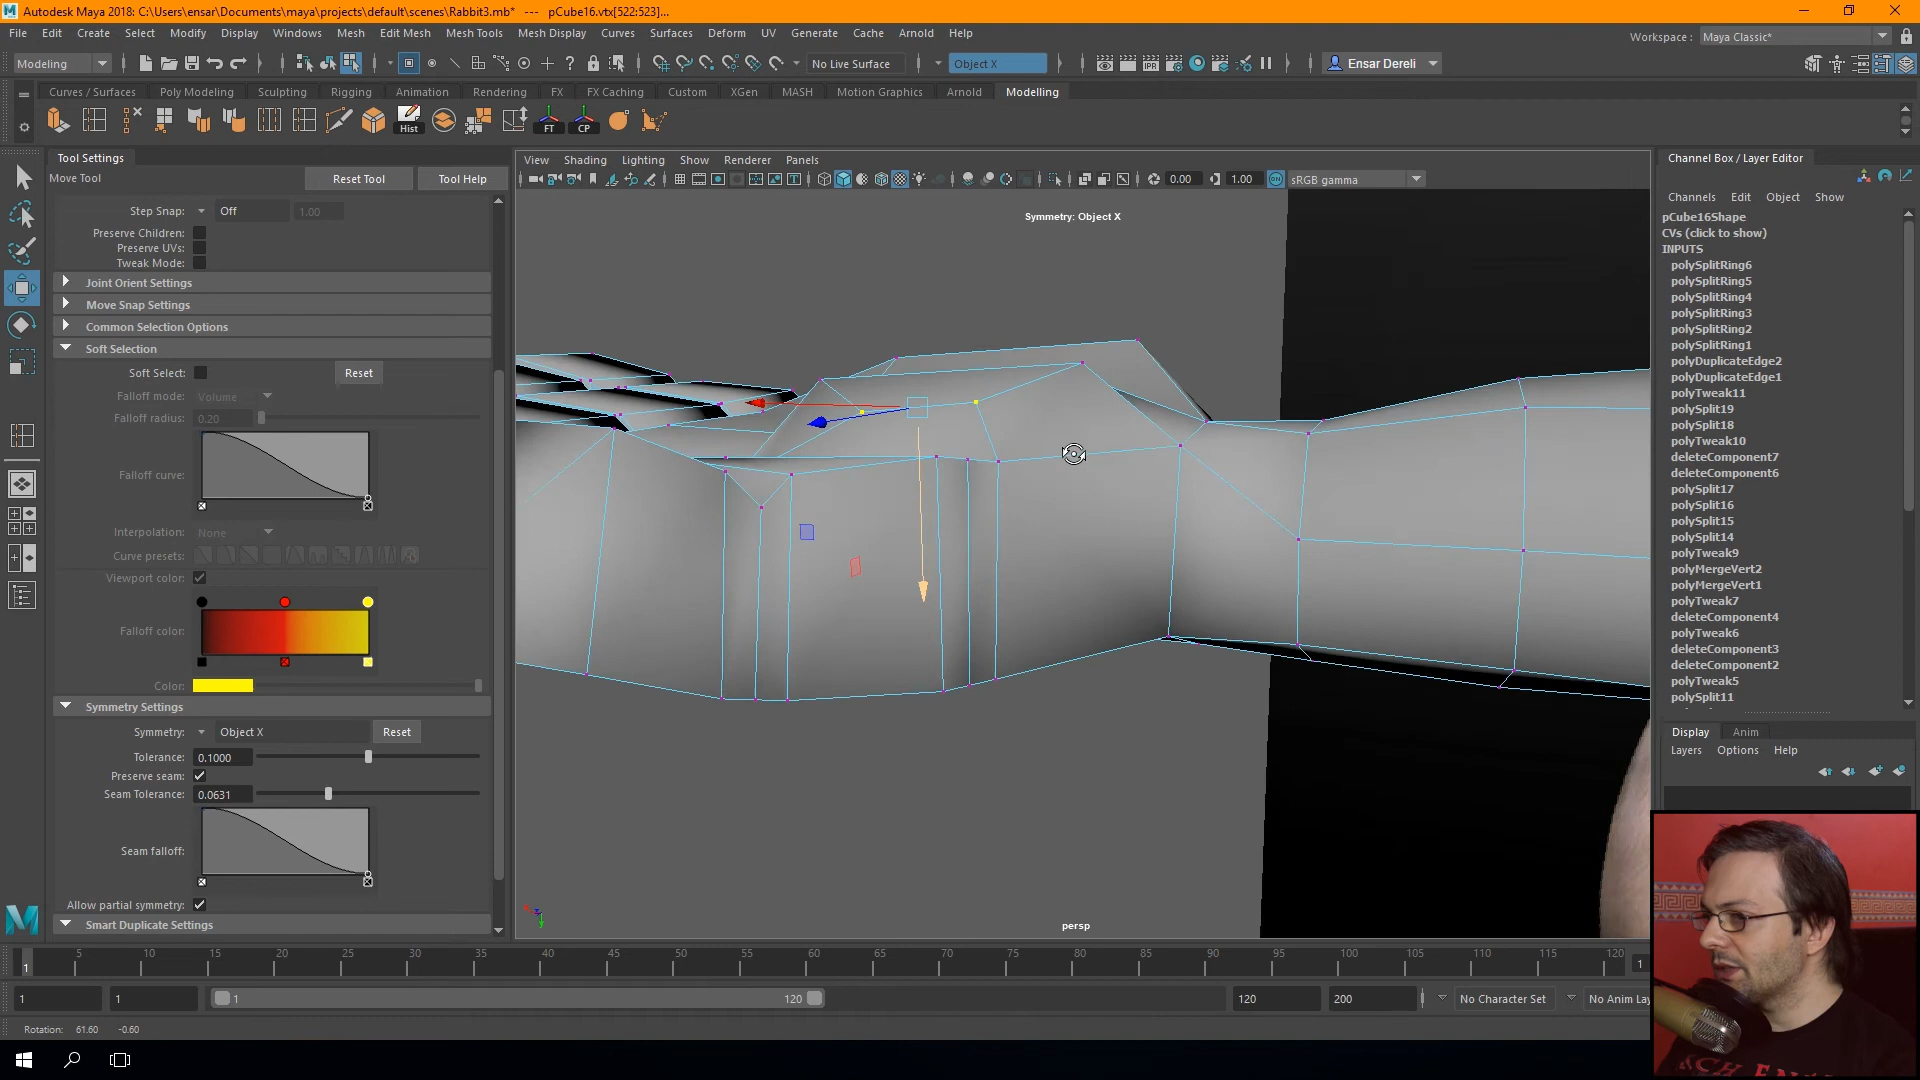 Autodesk Maya 2018: C:\Users\ensar\Documents\maya\projects\default\scenes\Rabbit3.mb* --- pCube16.vtx[522:523]...
File Edit Create Select Modify Display Windows Mesh Edit Mesh Mesh Tools Mesh Display Curves Surfaces Deform UV Generate Cache Arnold Help
Workspace : Maya Classic*
Modeling No Live Surface Object X Ensar Dereli
Curves / Surfaces Poly Modeling Sculpting Rigging Animation Rendering FX FX Caching Custom XGen MASH Motion Graphics Arnold Modelling
Hist FT CP
Tool Settings
Move Tool Reset Tool Tool Help
Step Snap: Off 1.00
Preserve Children:
Preserve UVs:
Tweak Mode:
Joint Orient Settings
Move Snap Settings
Common Selection Options
Soft Selection
Soft Select: Reset
Falloff mode: Volume
Falloff radius: 0.20
Falloff curve:
Interpolation: None
Curve presets:
Viewport color:
Falloff color:
Color:
Symmetry Settings
Symmetry: Object X Reset
Tolerance: 0.1000
Preserve seam:
Seam Tolerance: 0.0631
Seam falloff:
Allow partial symmetry:
Smart Duplicate Settings
View Shading Lighting Show Renderer Panels
IPR 0.00 1.00 ON sRGB gamma
Symmetry: Object X
persp
Channel Box / Layer Editor
Channels Edit Object Show
pCube16Shape
CVs (click to show)
INPUTS
polySplitRing6
polySplitRing5
polySplitRing4
polySplitRing3
polySplitRing2
polySplitRing1
polyDuplicateEdge2
polyDuplicateEdge1
polyTweak11
polySplit19
polySplit18
polyTweak10
deleteComponent7
deleteComponent6
polySplit17
polySplit16
polySplit15
polySplit14
polyTweak9
polyMergeVert2
polyMergeVert1
polyTweak7
deleteComponent4
polyTweak6
deleteComponent3
deleteComponent2
polyTweak5
polySplit11
Display Anim
Layers Options Help
1 5 10 15 20 25 30 35 40 45 50 55 60 65 70 75 80 85 90 95 100 105 110 115 120 1
1 1 1 120 120 200 No Character Set No Anim Lay
Rotation: 61.60 -0.60